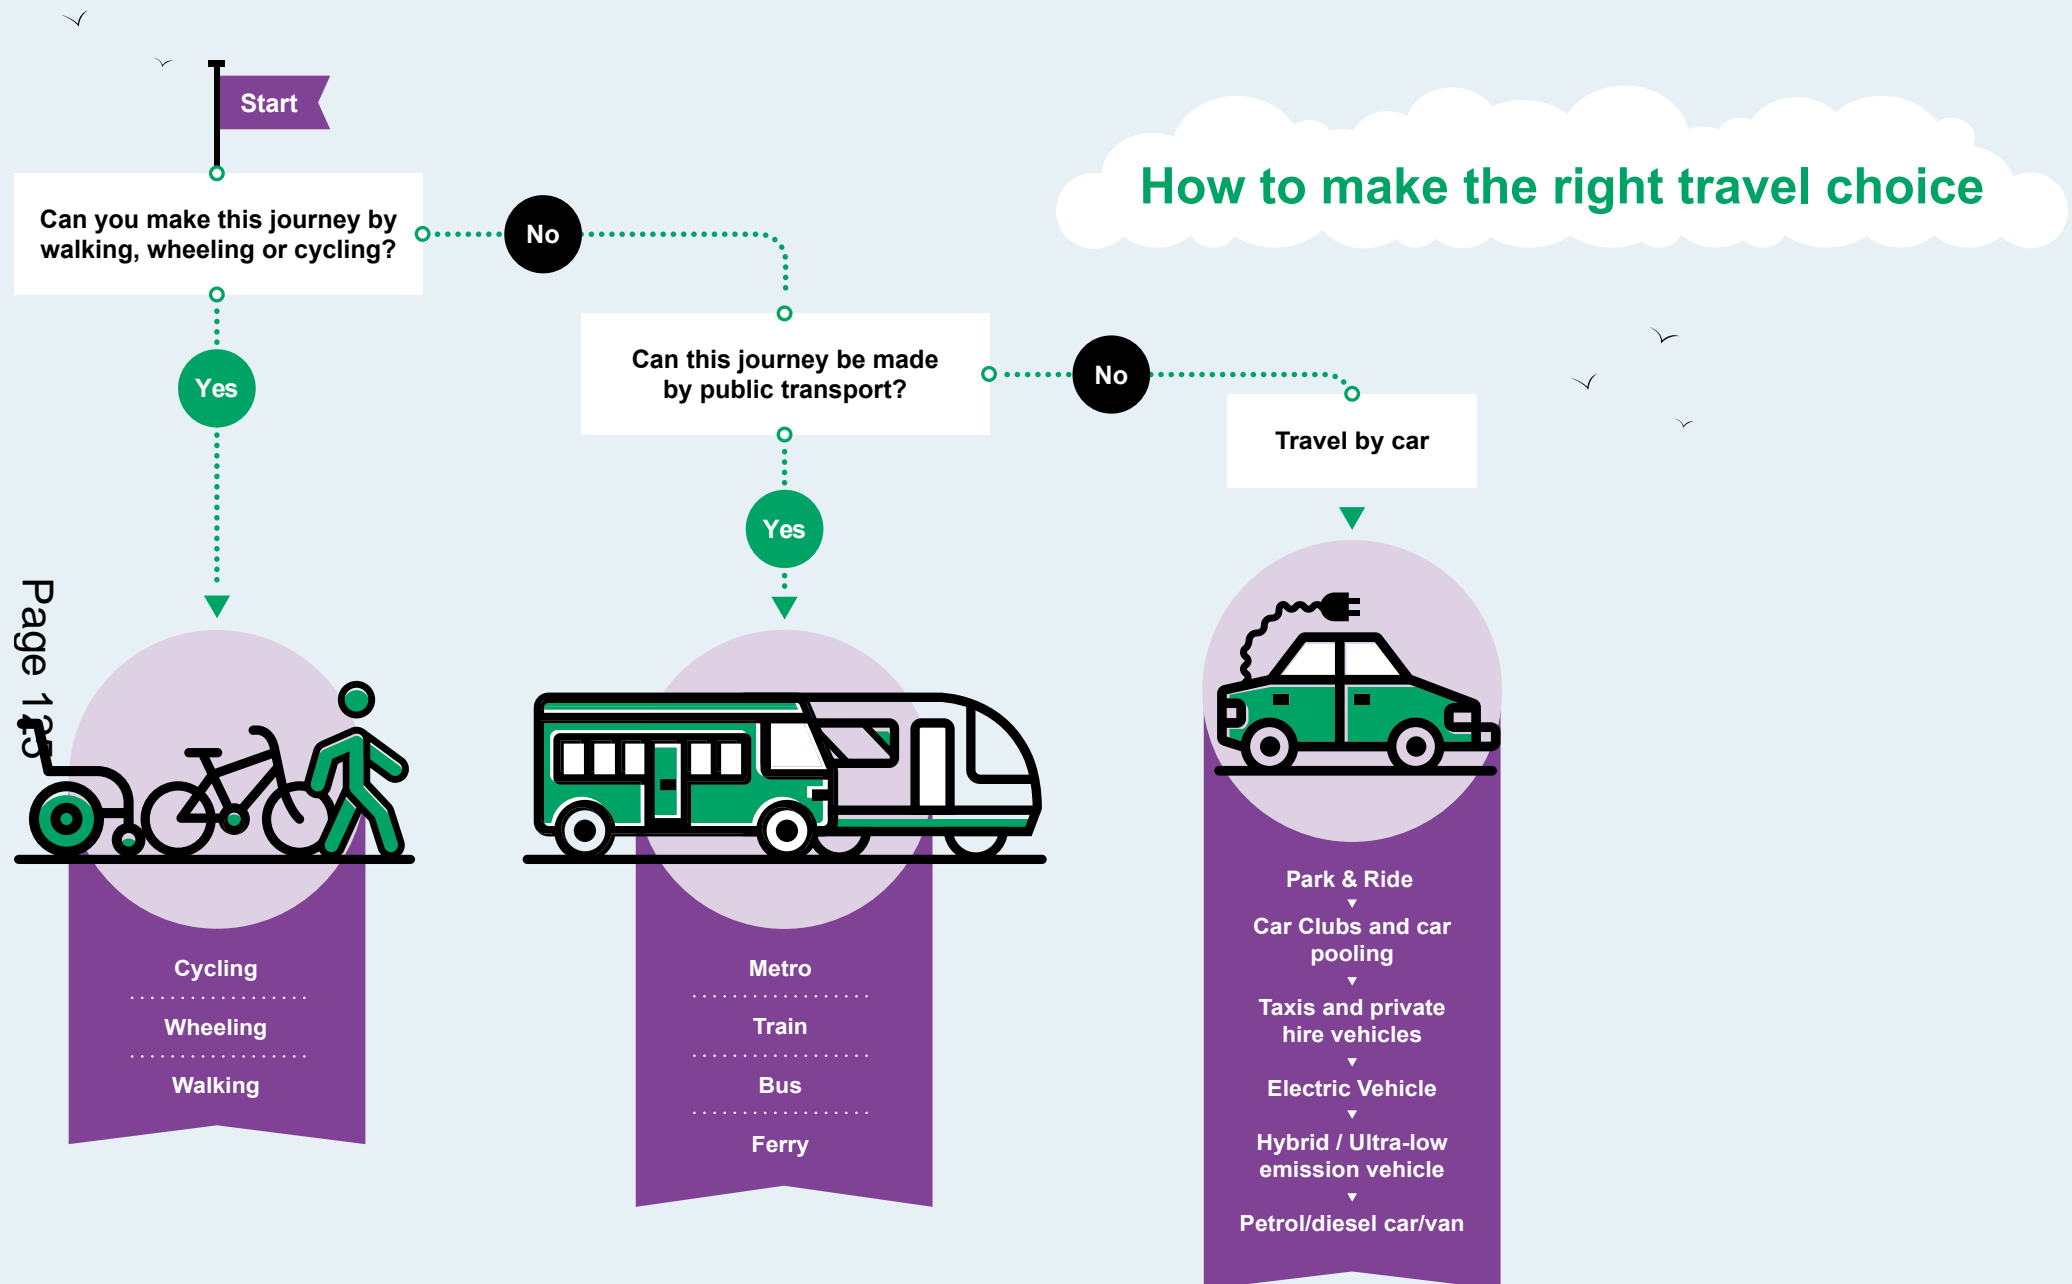 Start
How to make the right travel choice
Can you make this journey by
walking, wheeling or cycling?
No
Yes
Can this journey be made
by public transport?
No
Yes
Travel by car
Page 125
Cycling
Wheeling
Walking
Metro
Train
Bus
Ferry
Park & Ride
Car Clubs and car
pooling
Taxis and private
hire vehicles
Electric Vehicle
Hybrid / Ultra-low
emission vehicle
Petrol/diesel car/van